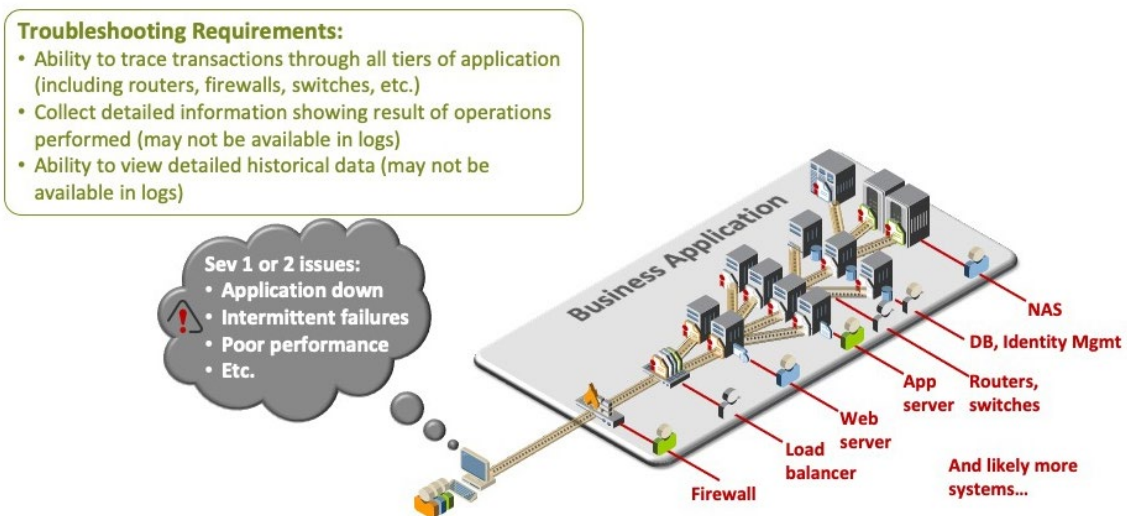 Troubleshooting Requirements:
• Ability to trace transactions through all tiers of application
(including routers, firewalls, switches, etc.)
• Collect detailed information showing result of operations
performed (may not be available in logs)
• Ability to view detailed historical data (may not be
available in logs)
Sev 1 or 2 issues:
• Application down
• Intermittent failures
• Poor performance
• Etc.
Business Application
NAS
DB, Identity Mgmt
Routers,
switches
App
server
Web
server
Load
balancer
Firewall
And likely more
systems...